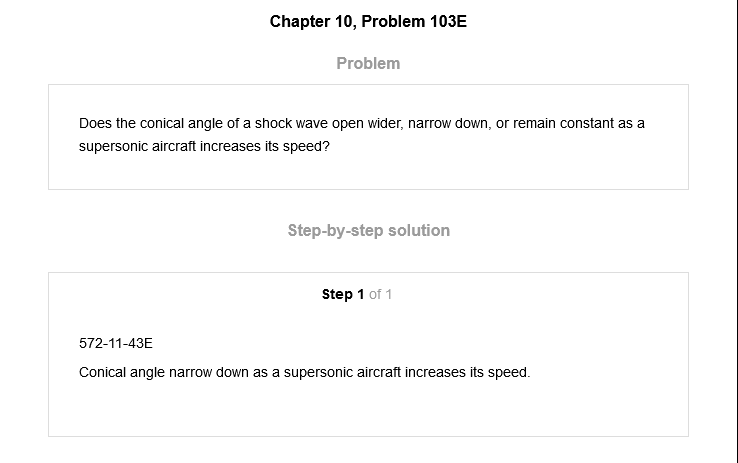 Chapter 10, Problem 103E
Problem
Does the conical angle of a shock wave open wider, narrow down, or remain constant as a
supersonic aircraft increases its speed?
Step-by-step solution
Step 1 of 1
572-11-43E
Conical angle narrow down as a supersonic aircraft increases its speed.